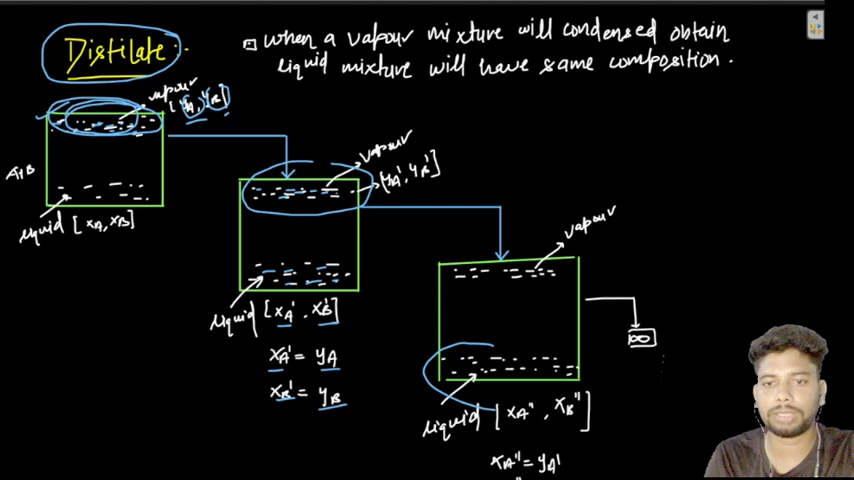 Distilate
□ When a vapour mixture will condensed obtain
liquid mixture will have same composition.
vapour
[yA, yB]
A+B
liquid [xA, xB]
vapour
[yA', yB']
liquid [xA', xB']
xA' = yA
xB' = yB
vapour
∞
liquid [xA'', xB'']
xA'' = yA'